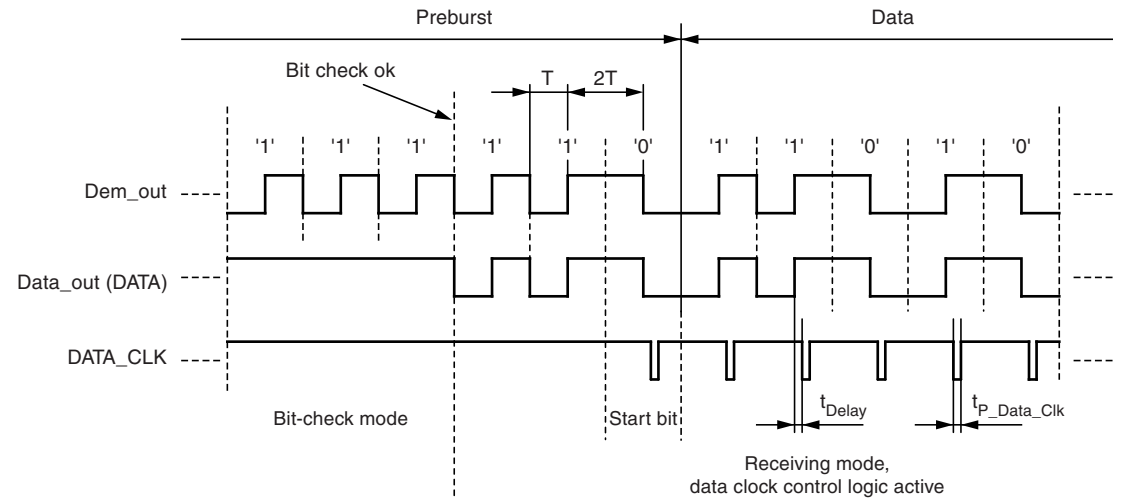 Preburst Data
Bit check ok
T 2T
'1' '1' '1' '1' '1' '0' '1' '1' '0' '1' '0'
Dem_out
Data_out (DATA)
DATA_CLK
t_Delay t_P_Data_Clk
Bit-check mode Start bit
Receiving mode,
data clock control logic active